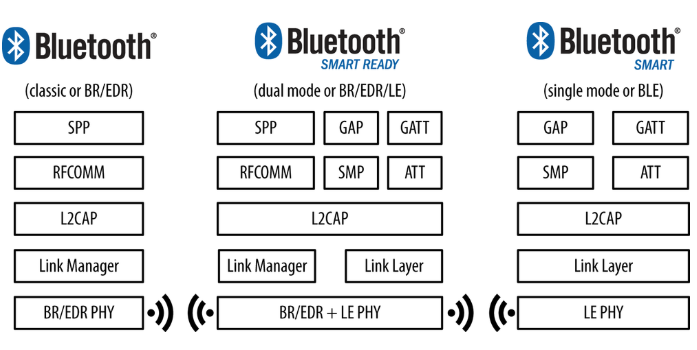 Bluetooth®
(classic or BR/EDR)
SPP
RFCOMM
L2CAP
Link Manager
BR/EDR PHY
Bluetooth®
SMART READY
(dual mode or BR/EDR/LE)
SPP GAP GATT
RFCOMM SMP ATT
L2CAP
Link Manager Link Layer
BR/EDR + LE PHY
Bluetooth®
SMART
(single mode or BLE)
GAP GATT
SMP ATT
L2CAP
Link Layer
LE PHY